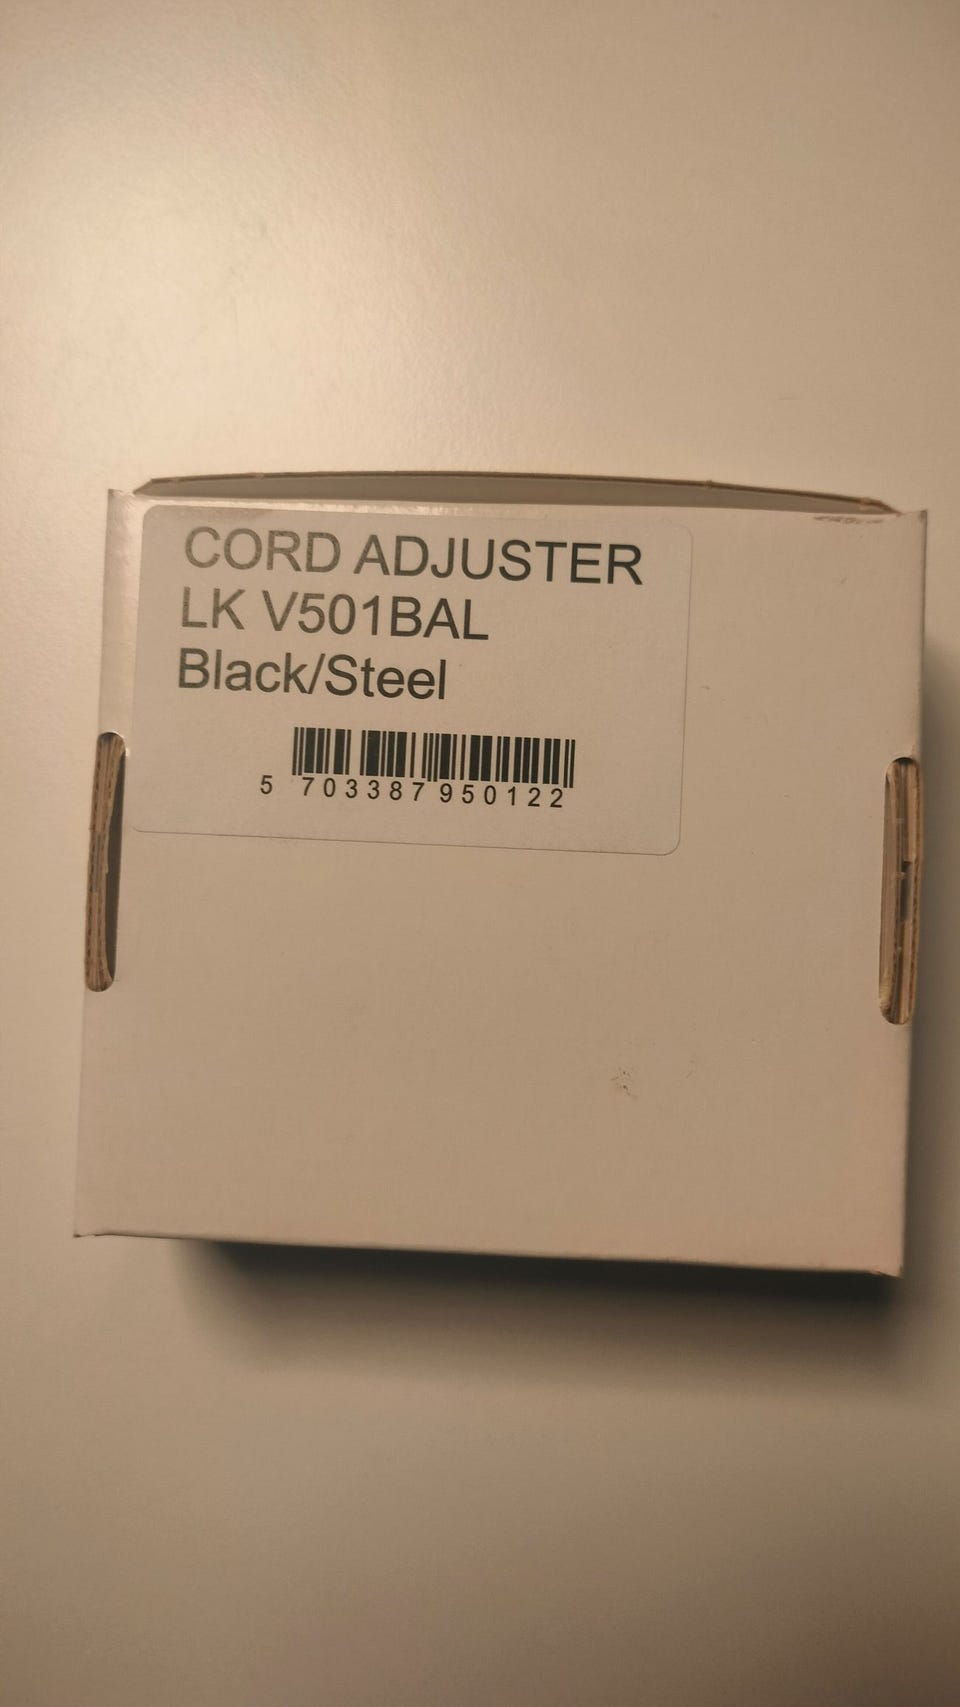 CORD ADJUSTER
LK V501BAL
Black/Steel
5 703387 950122